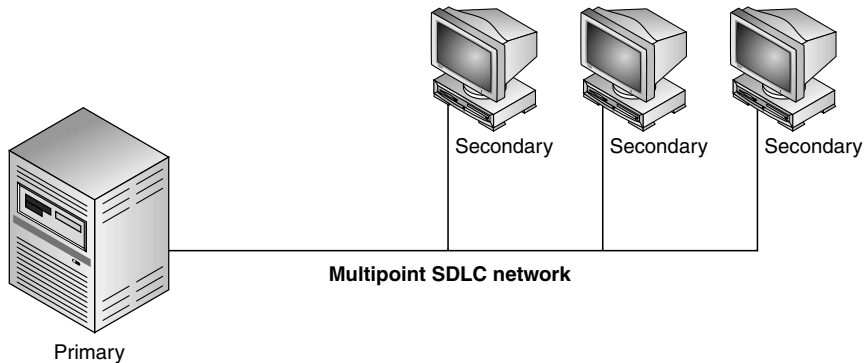 Secondary
Secondary
Secondary
Multipoint SDLC network
Primary